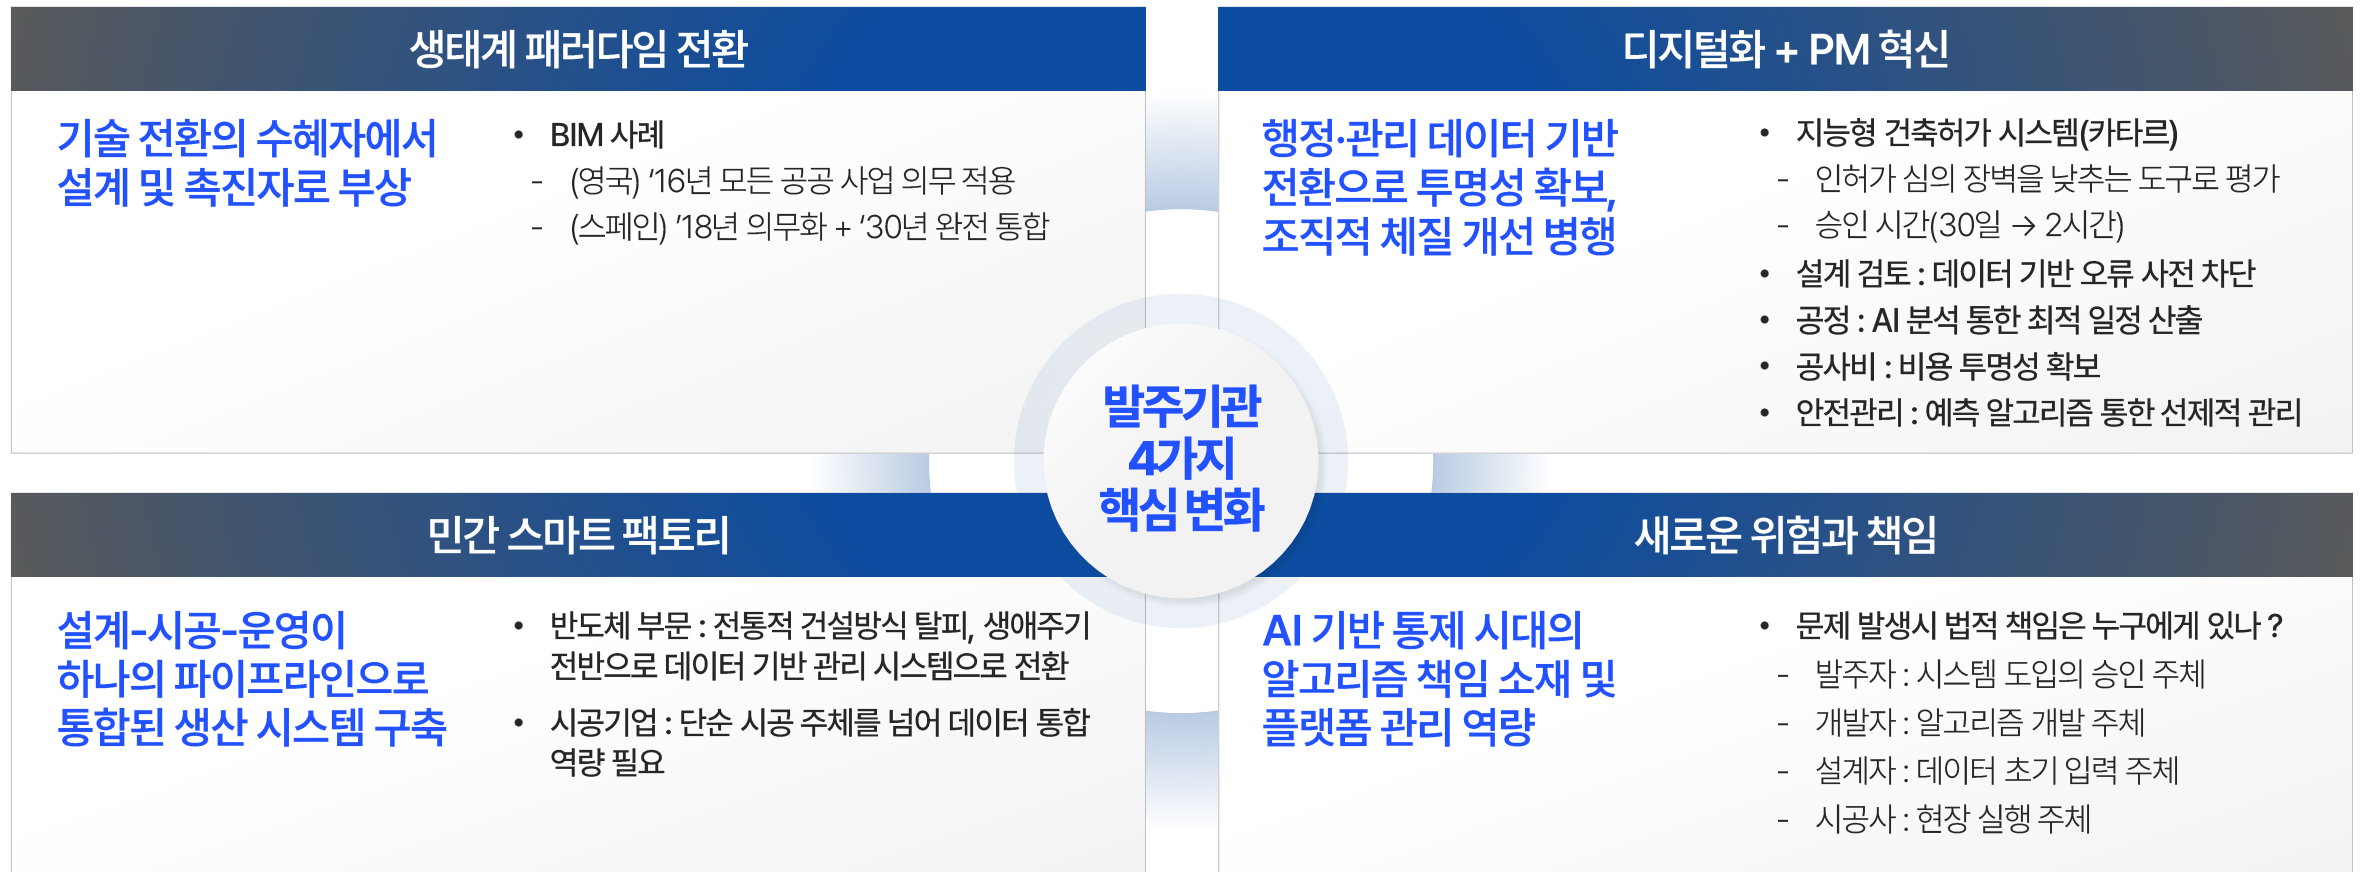 생태계 패러다임 전환
기술 전환의 수혜자에서
설계 및 촉진자로 부상
• BIM 사례
- (영국) ‘16년 모든 공공 사업 의무 적용
- (스페인) ’18년 의무화 + ‘30년 완전 통합
디지털화 + PM 혁신
행정·관리 데이터 기반
전환으로 투명성 확보,
조직적 체질 개선 병행
• 지능형 건축허가 시스템(카타르)
- 인허가 심의 장벽을 낮추는 도구로 평가
- 승인 시간(30일 → 2시간)
• 설계 검토 : 데이터 기반 오류 사전 차단
• 공정 : AI 분석 통한 최적 일정 산출
• 공사비 : 비용 투명성 확보
• 안전관리 : 예측 알고리즘 통한 선제적 관리
발주기관
4가지
핵심 변화
민간 스마트 팩토리
설계-시공-운영이
하나의 파이프라인으로
통합된 생산 시스템 구축
• 반도체 부문 : 전통적 건설방식 탈피, 생애주기
전반으로 데이터 기반 관리 시스템으로 전환
• 시공기업 : 단순 시공 주체를 넘어 데이터 통합
역량 필요
새로운 위험과 책임
AI 기반 통제 시대의
알고리즘 책임 소재 및
플랫폼 관리 역량
• 문제 발생시 법적 책임은 누구에게 있나 ?
- 발주자 : 시스템 도입의 승인 주체
- 개발자 : 알고리즘 개발 주체
- 설계자 : 데이터 초기 입력 주체
- 시공사 : 현장 실행 주체